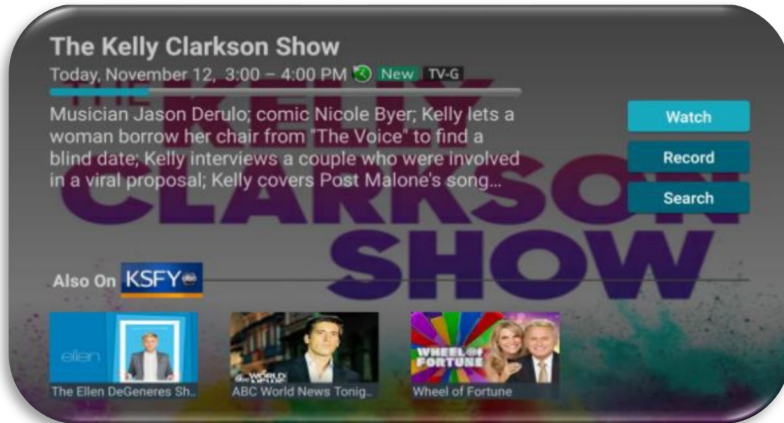 The Kelly Clarkson Show
Today, November 12, 3:00 – 4:00 PM New TV-G
Musician Jason Derulo; comic Nicole Byer; Kelly lets a
woman borrow her chair from "The Voice" to find a
blind date; Kelly interviews a couple who were involved
in a viral proposal; Kelly covers Post Malone's song...
Watch
Record
Search
THE KELLY
CLARKSON
SHOW
Also On KSFY abc
ellen
WORLD NEWS
WHEEL OF
FORTUNE
The Ellen DeGeneres Sh..
ABC World News Tonig..
Wheel of Fortune